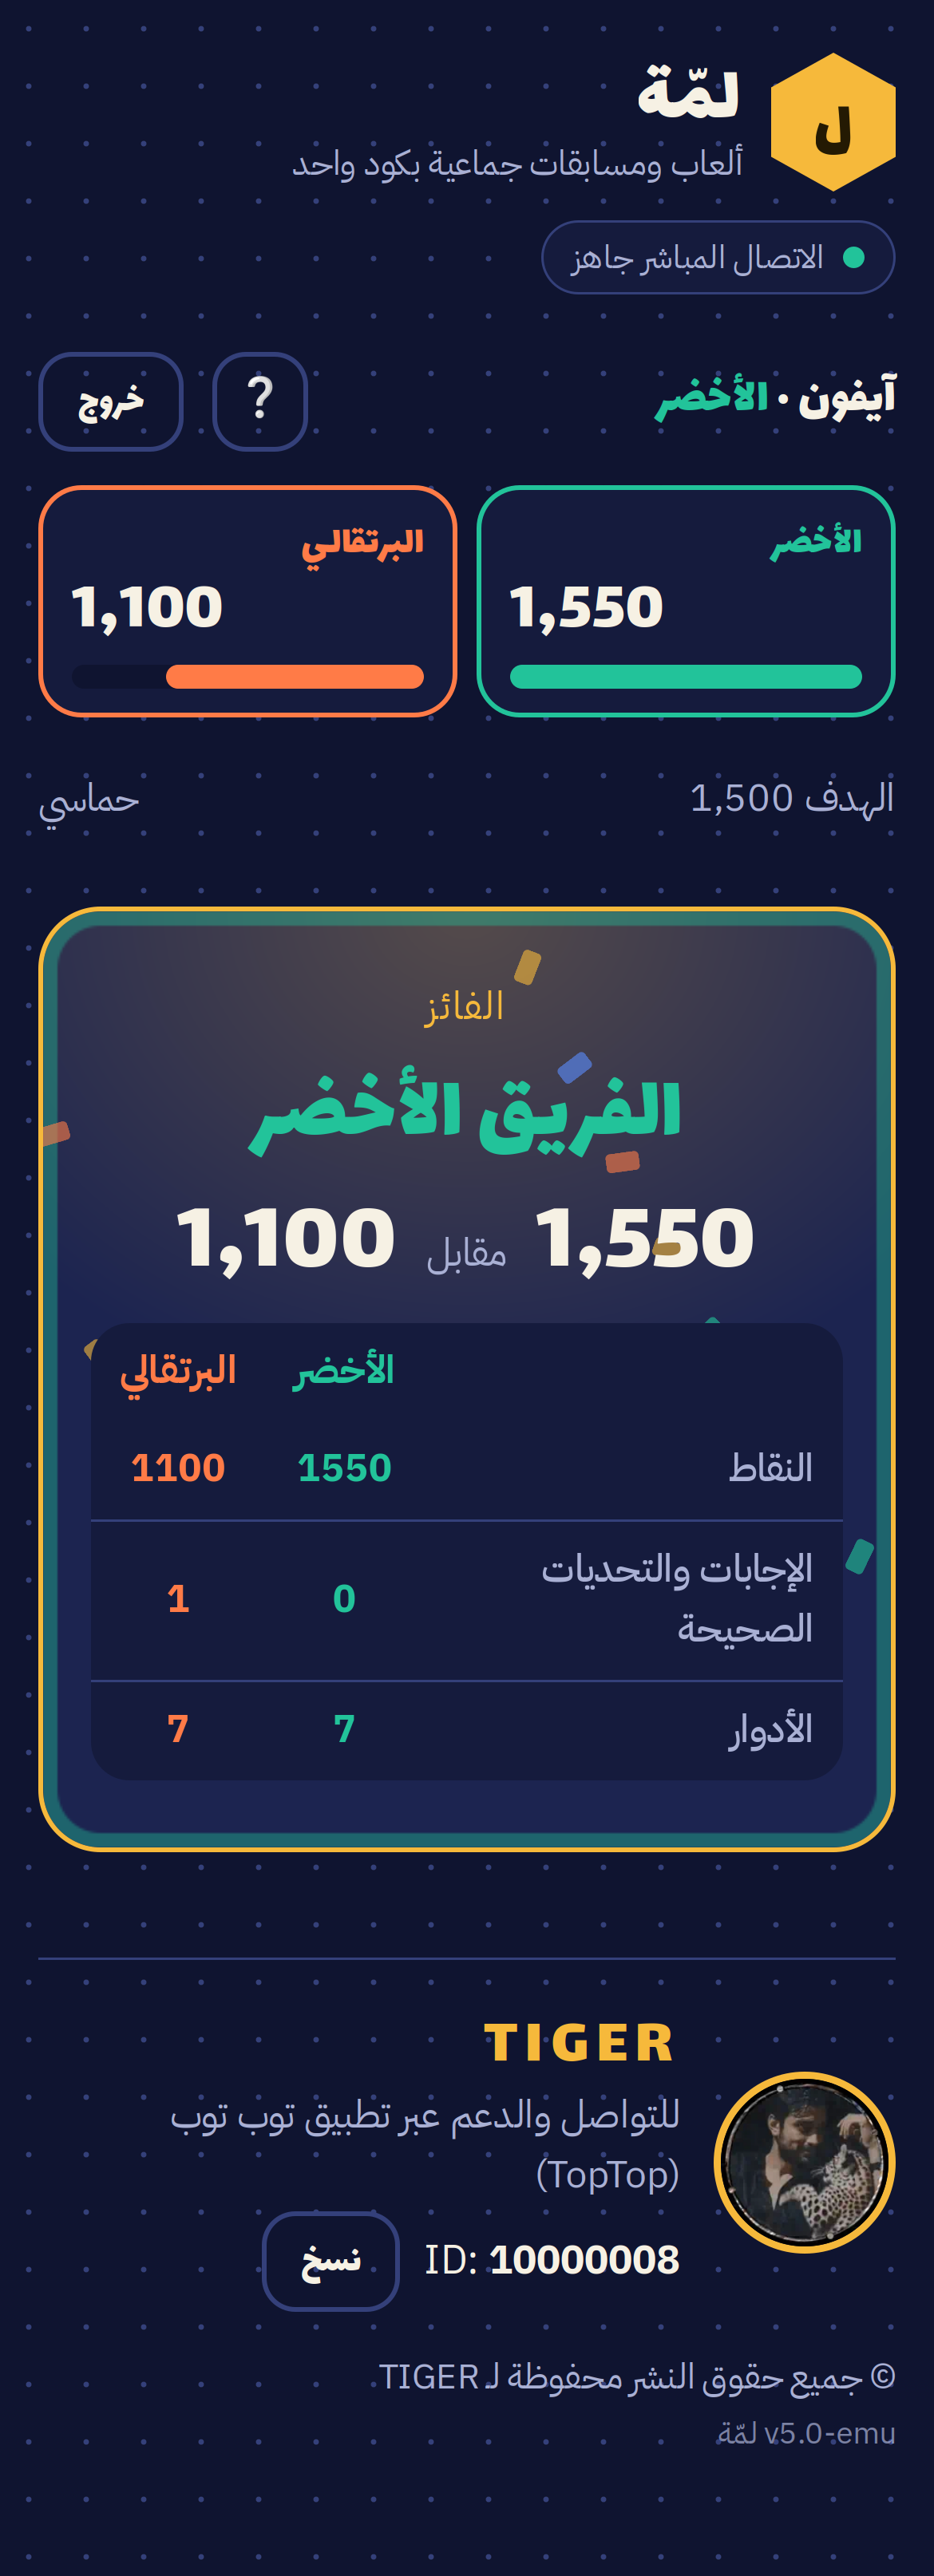 ل
لمّة
ألعاب ومسابقات جماعية بكود واحد
الاتصال المباشر جاهز
آيفون · الأخضر
?
خروج
الأخضر
1,550
البرتقالي
1,100
الهدف 1,500
حماسي
الفائز
الفريق الأخضر
1,550 مقابل 1,100
الأخضر البرتقالي
النقاط 1550 1100
الإجابات والتحديات
الصحيحة 0 1
الأدوار 7 7
TIGER
للتواصل والدعم عبر تطبيق توب توب
(TopTop)
ID: 10000008
نسخ
© جميع حقوق النشر محفوظة لـ TIGER
لمّة v5.0-emu